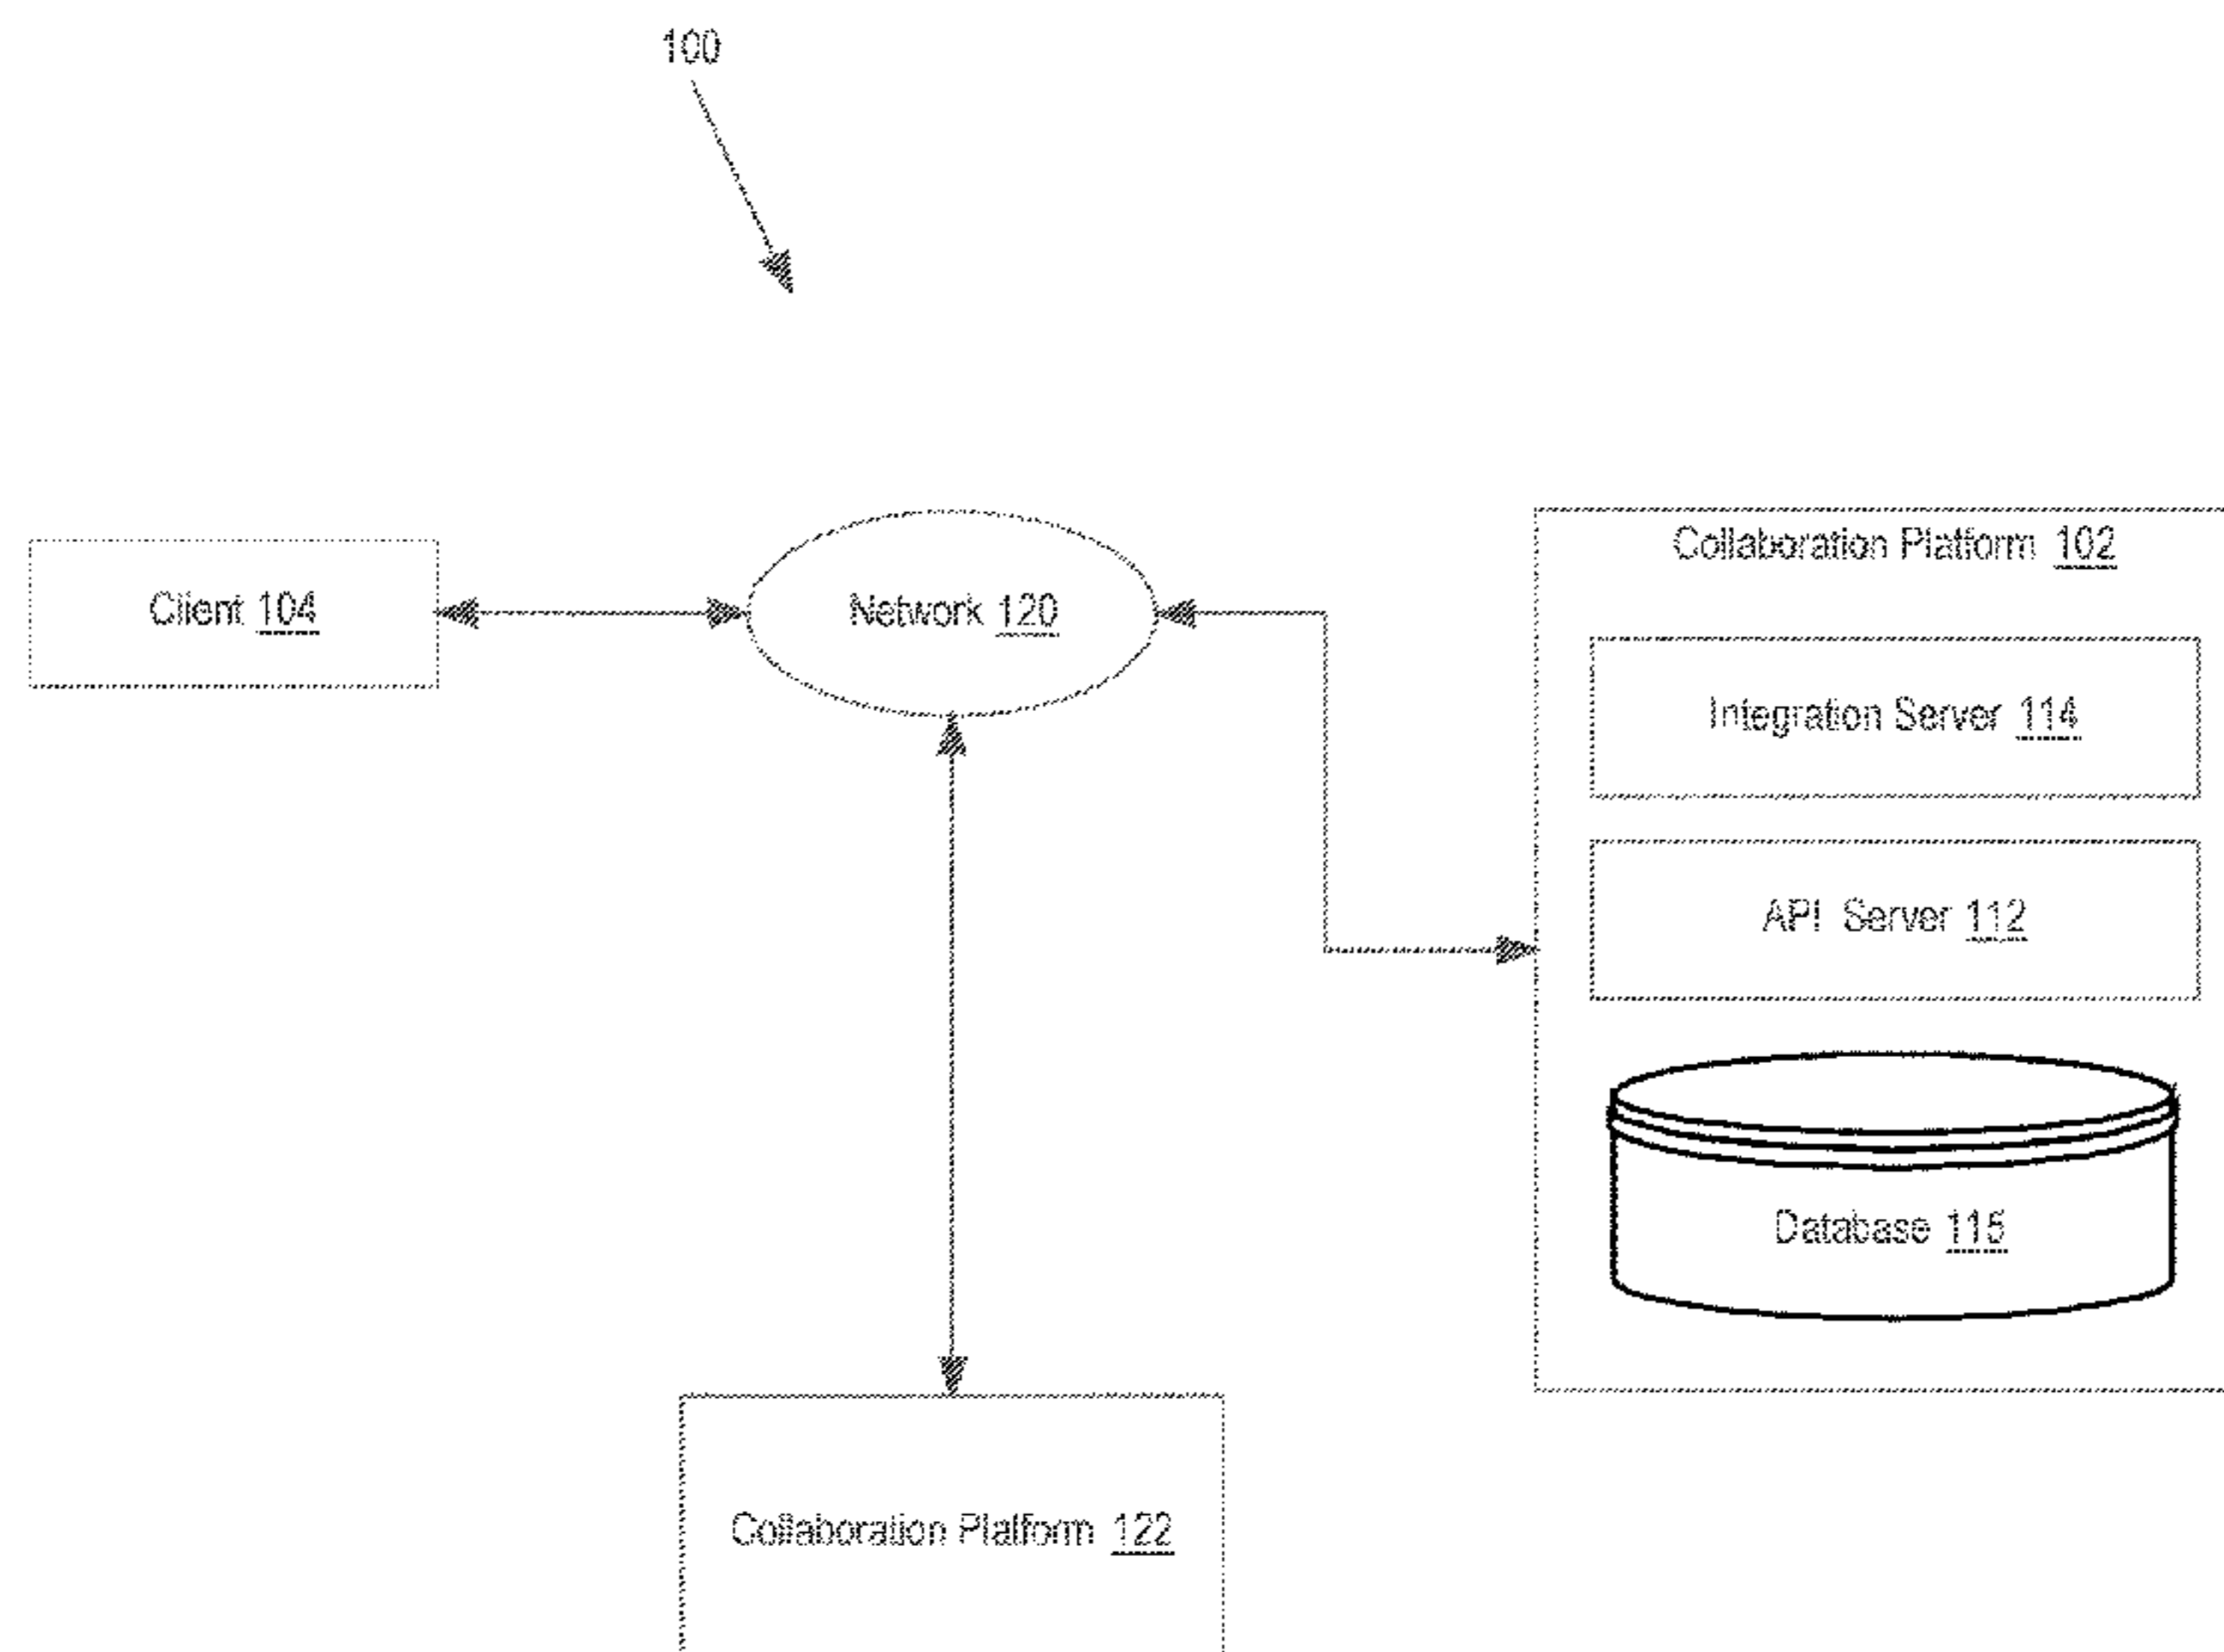 100
Client 104
Network 120
Collaboration Platform 102
Integration Server 114
API Server 112
Database 115
Collaboration Platform 122